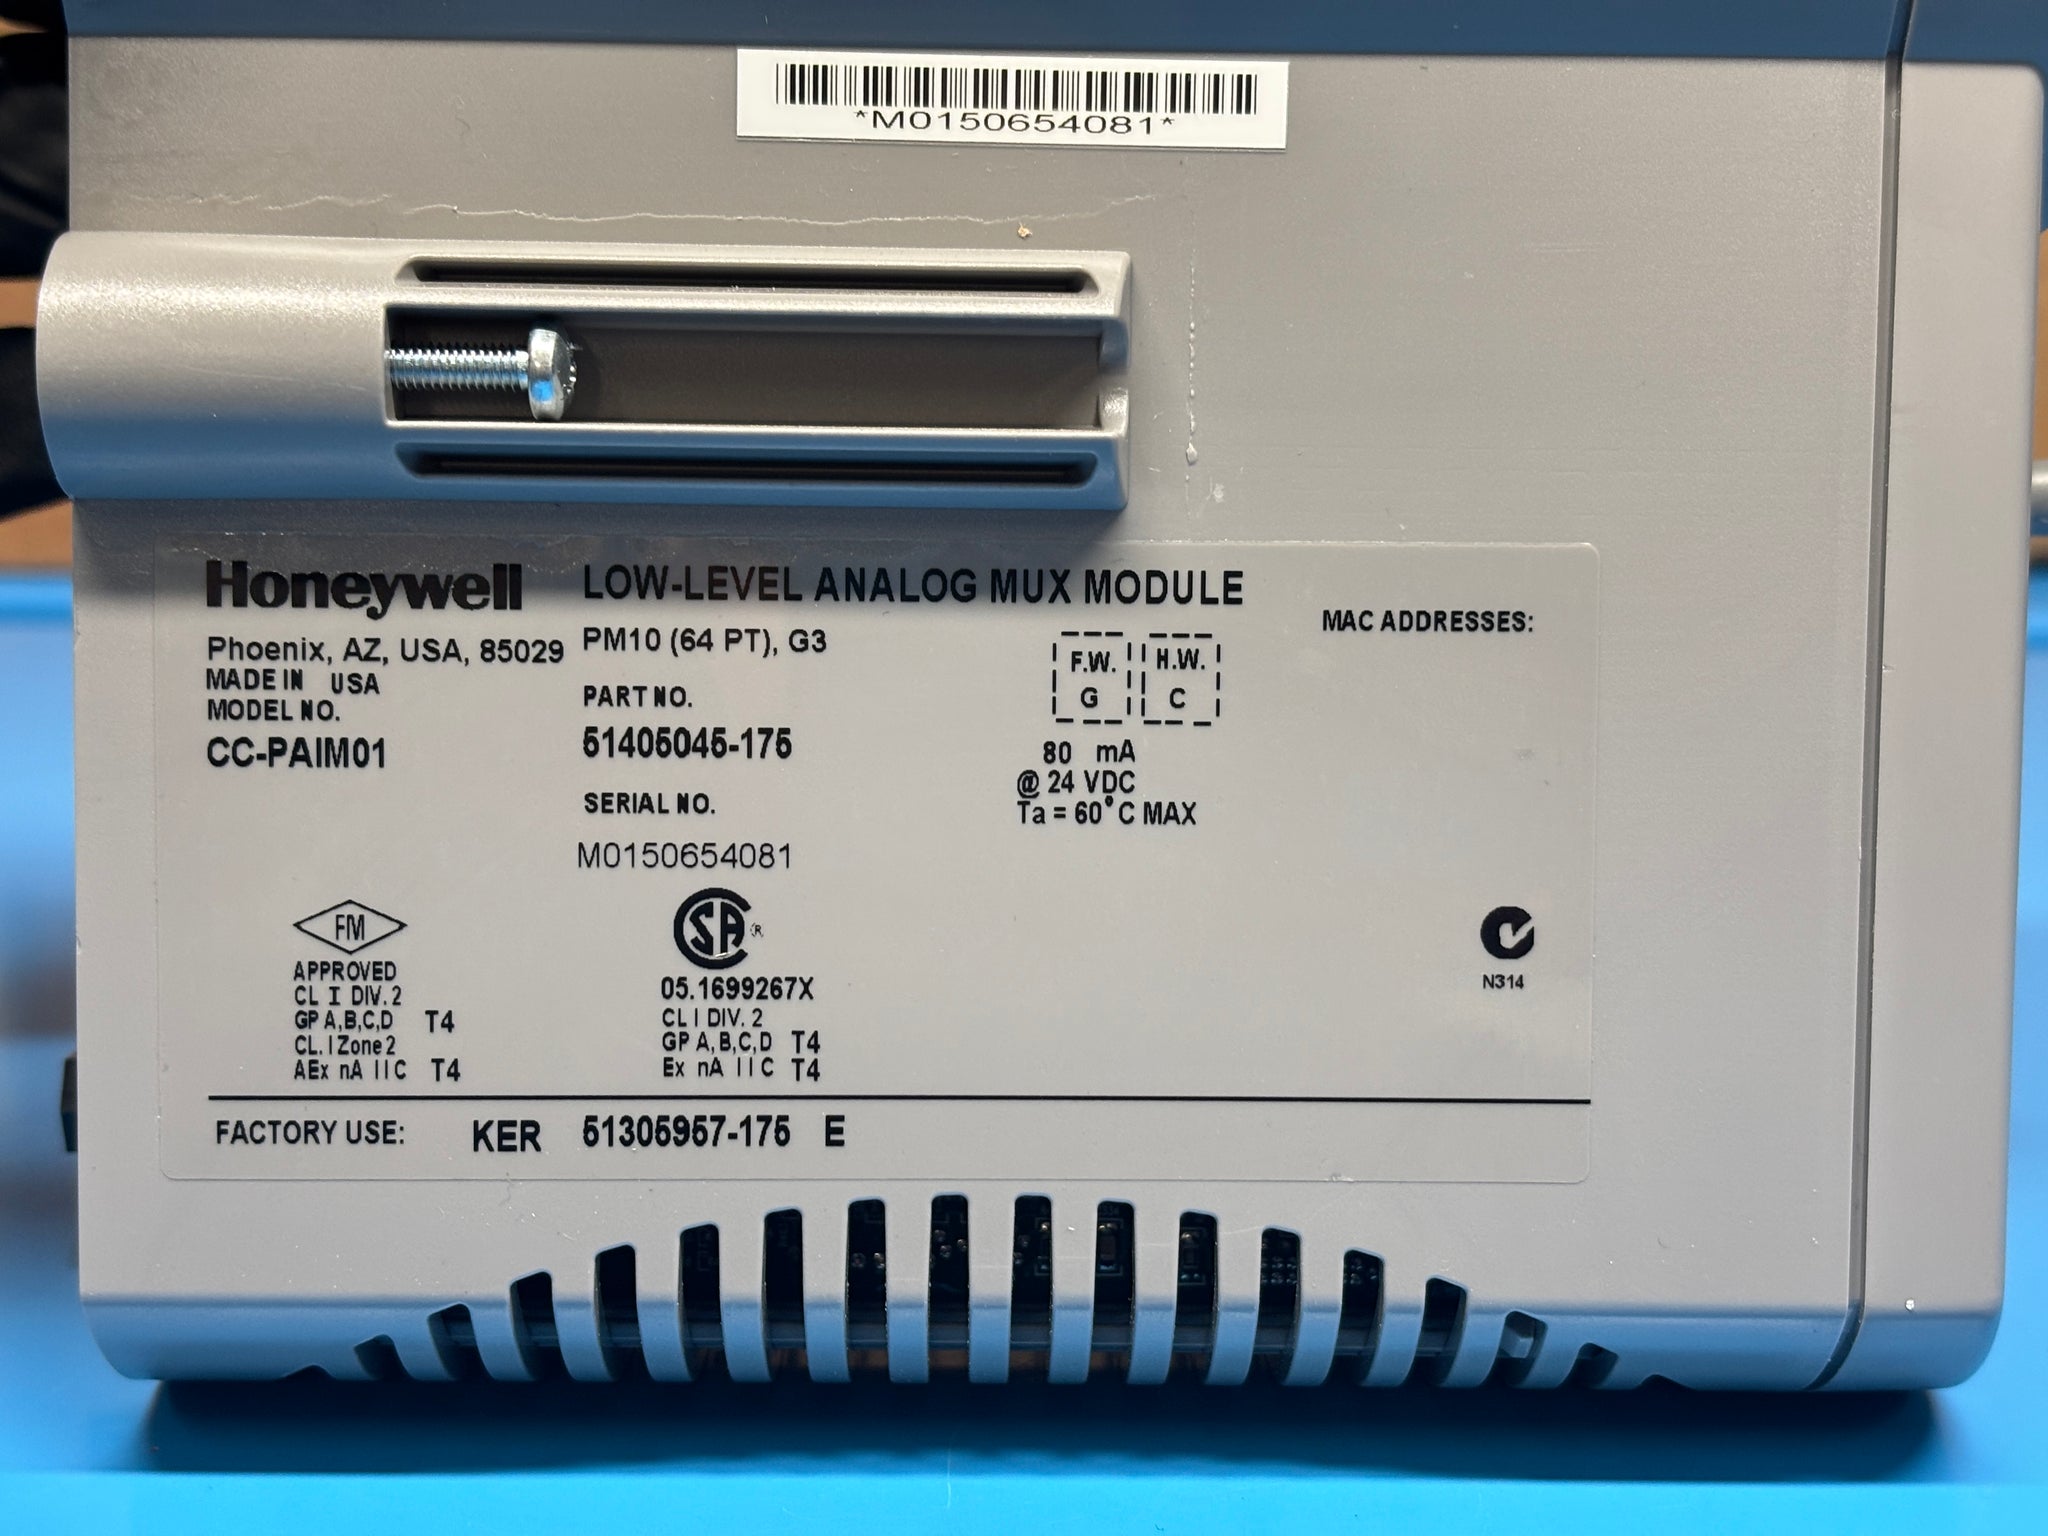 *M0150654081*
Honeywell
LOW-LEVEL ANALOG MUX MODULE
Phoenix, AZ, USA, 85029
PM10 (64 PT), G3
MAC ADDRESSES:
MADE IN USA
MODEL NO.
CC-PAIM01
PART NO.
51405045-175
SERIAL NO.
M0150654081
F.W. H.W.
G C
80 mA
@ 24 VDC
Ta = 60°C MAX
FM
APPROVED
CL I DIV. 2
GP A,B,C,D T4
CL. I Zone 2
AEx nA IIC T4
SA ®
05.1699267X
CL I DIV. 2
GP A,B,C,D T4
Ex nA IIC T4
N314
FACTORY USE: KER 51305957-175 E